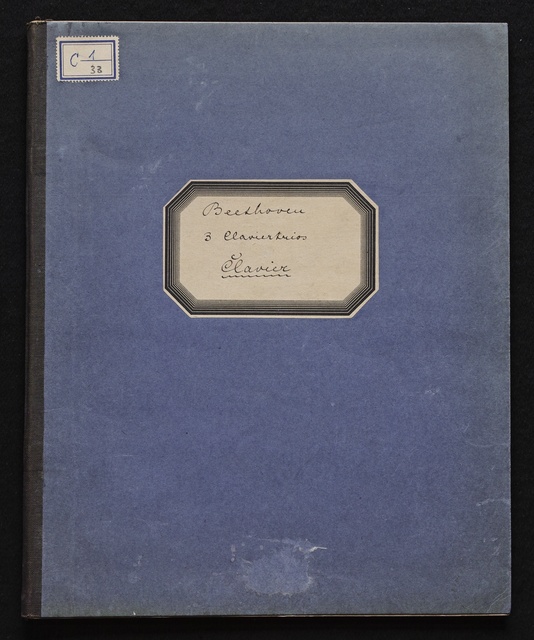 C 1
33
Beethoven
3 Claviertrios
Clavier